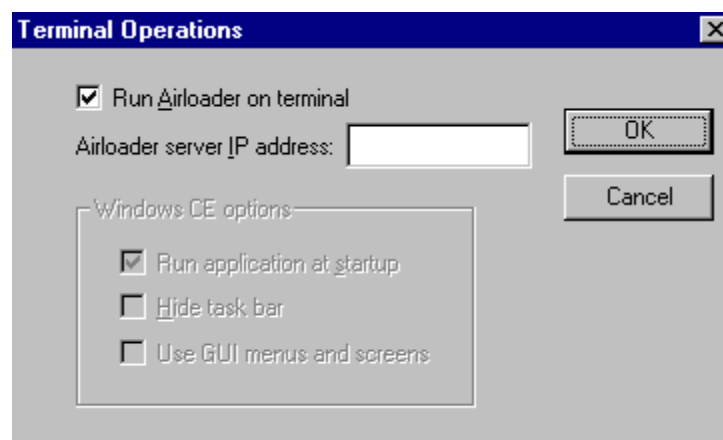 Terminal Operations
Run Airloader on terminal
Airloader server IP address:
OK
Cancel
Windows CE options
Run application at startup
Hide task bar
Use GUI menus and screens